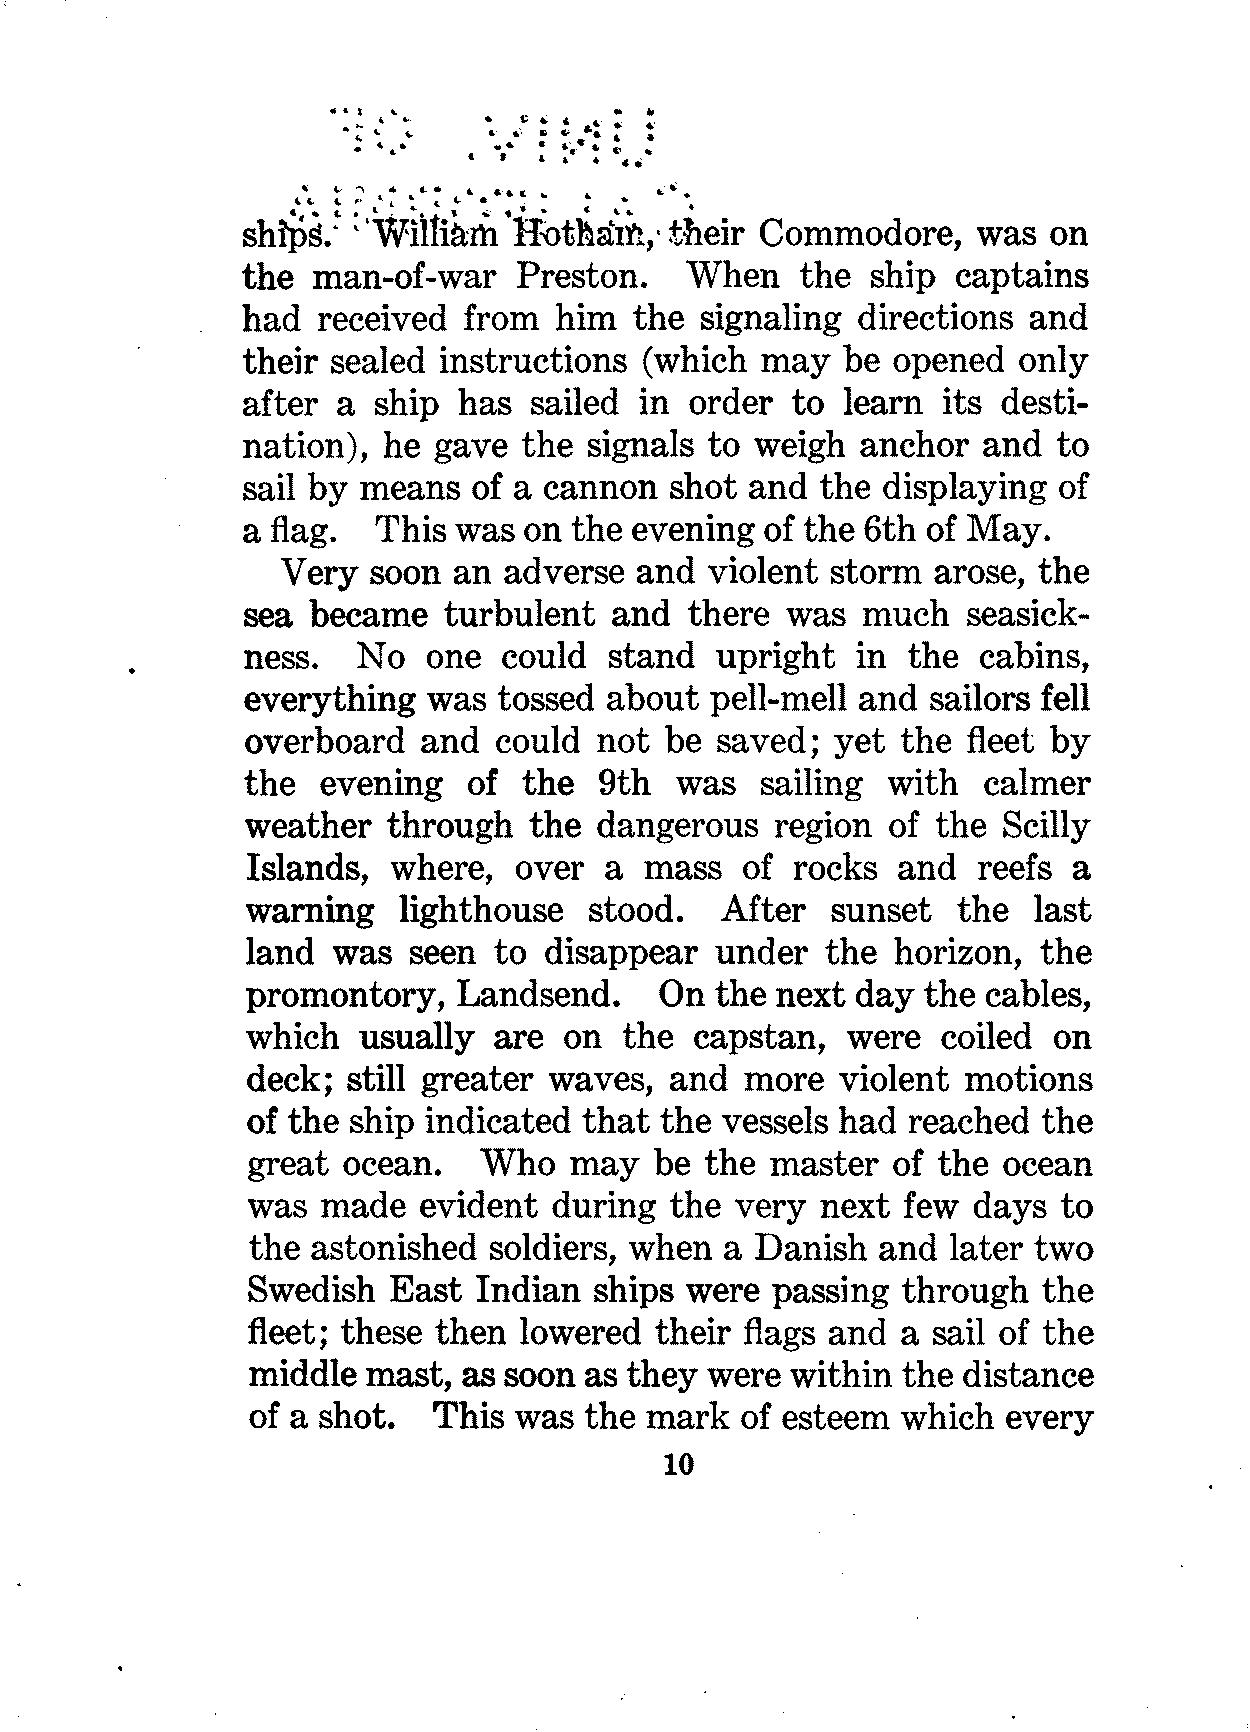 ships. William Hotham, their Commodore, was on
the man-of-war Preston. When the ship captains
had received from him the signaling directions and
their sealed instructions (which may be opened only
after a ship has sailed in order to learn its desti-
nation), he gave the signals to weigh anchor and to
sail by means of a cannon shot and the displaying of
a flag. This was on the evening of the 6th of May.
Very soon an adverse and violent storm arose, the
sea became turbulent and there was much seasick-
ness. No one could stand upright in the cabins,
everything was tossed about pell-mell and sailors fell
overboard and could not be saved; yet the fleet by
the evening of the 9th was sailing with calmer
weather through the dangerous region of the Scilly
Islands, where, over a mass of rocks and reefs a
warning lighthouse stood. After sunset the last
land was seen to disappear under the horizon, the
promontory, Landsend. On the next day the cables,
which usually are on the capstan, were coiled on
deck; still greater waves, and more violent motions
of the ship indicated that the vessels had reached the
great ocean. Who may be the master of the ocean
was made evident during the very next few days to
the astonished soldiers, when a Danish and later two
Swedish East Indian ships were passing through the
fleet; these then lowered their flags and a sail of the
middle mast, as soon as they were within the distance
of a shot. This was the mark of esteem which every
10